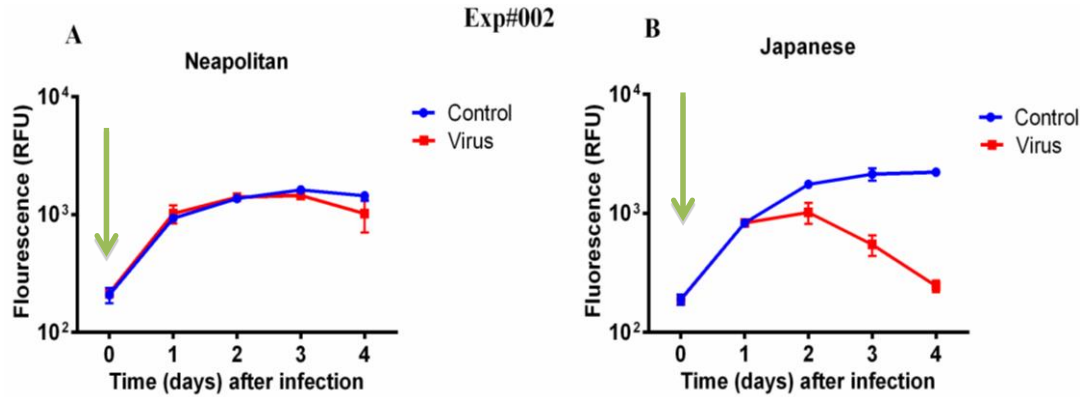 Exp#002
A
Neapolitan
Flourescence (RFU)
10⁴
10³
10²
0 1 2 3 4
Time (days) after infection
Control
Virus
B
Japanese
Fluorescence (RFU)
10⁴
10³
10²
0 1 2 3 4
Time (days) after infection
Control
Virus